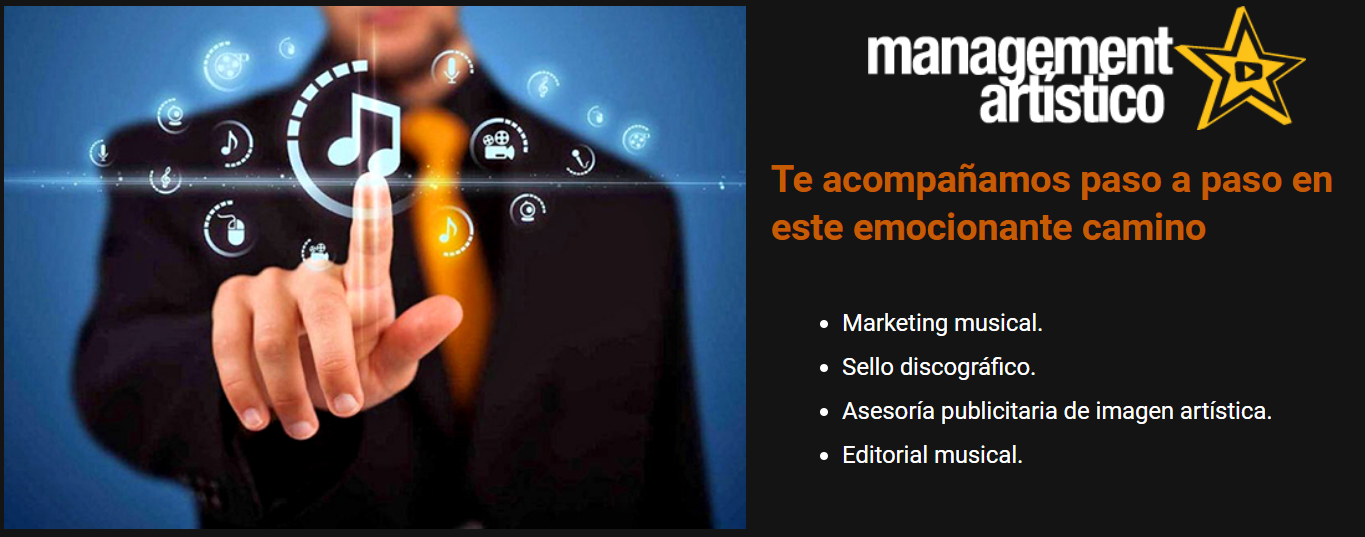 management
artístico
Te acompañamos paso a paso en
este emocionante camino
Marketing musical.
Sello discográfico.
Asesoría publicitaria de imagen artística.
Editorial musical.